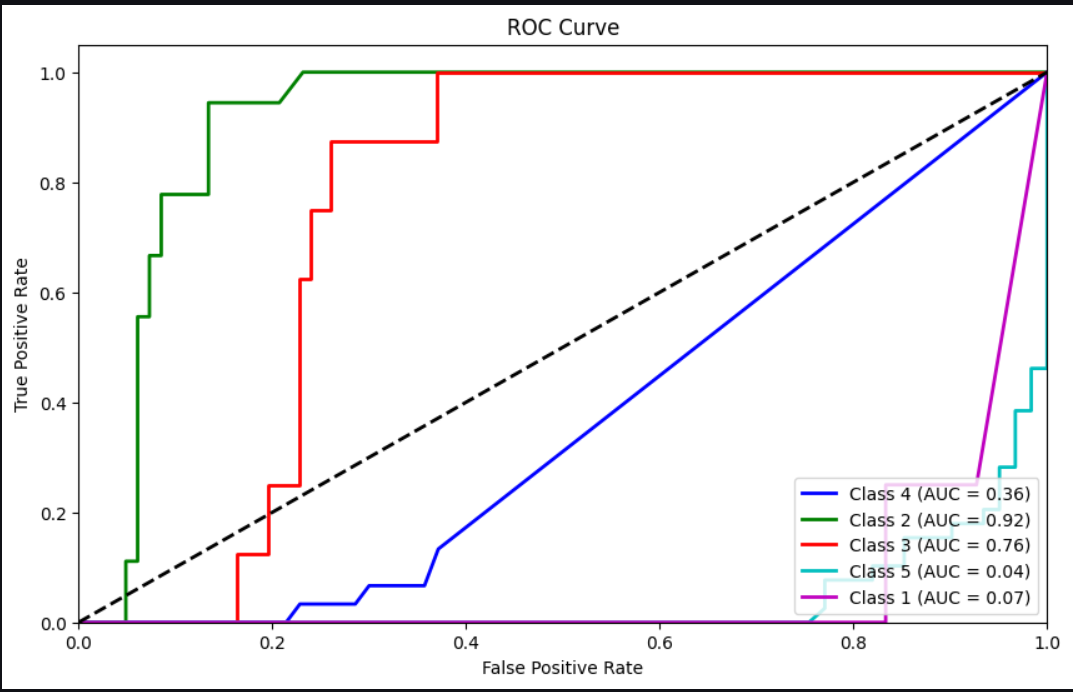 ROC Curve
1.0
0.8
0.6
0.4
0.2
0.0
True Positive Rate
Class 4 (AUC = 0.36)
Class 2 (AUC = 0.92)
Class 3 (AUC = 0.76)
Class 5 (AUC = 0.04)
Class 1 (AUC = 0.07)
0.0 0.2 0.4 0.6 0.8 1.0
False Positive Rate